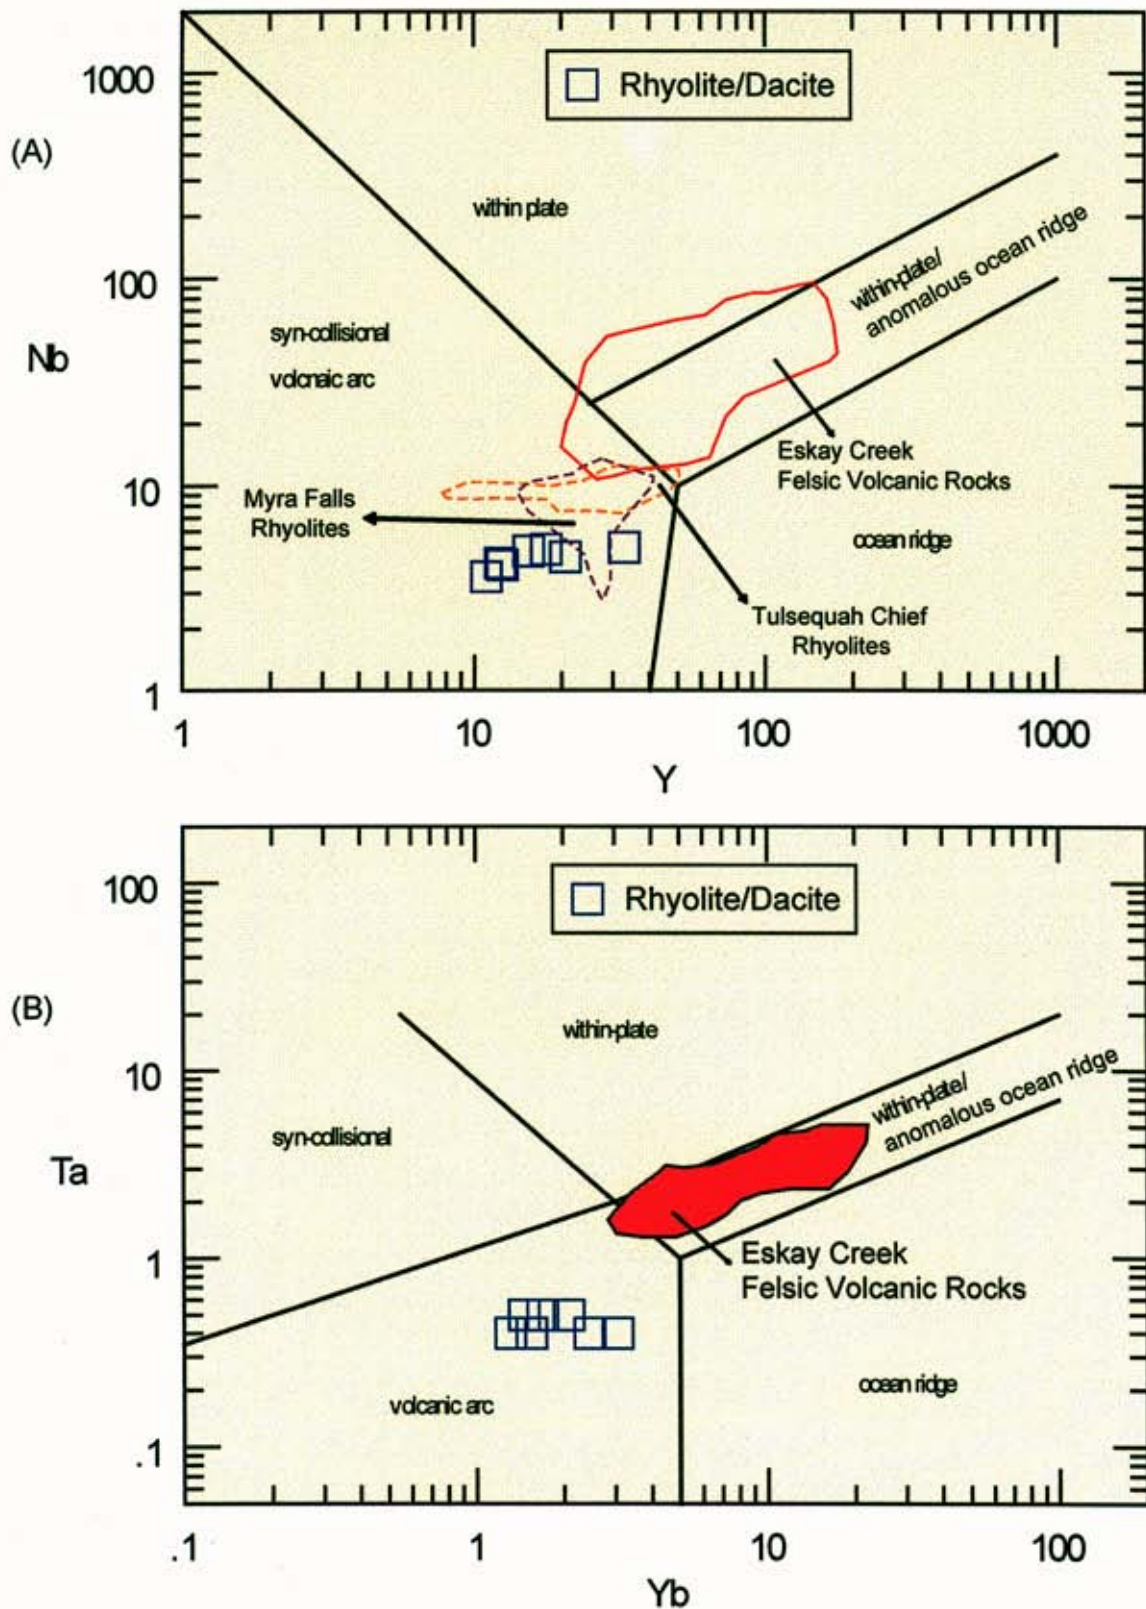 (A)
Nb
1000
100
10
1
Rhyolite/Dacite
within plate
within-plate/
anomalous ocean ridge
syn-collisional
volcnaic arc
Eskay Creek
Felsic Volcanic Rocks
Myra Falls
Rhyolites
ocean ridge
Tulsequah Chief
Rhyolites
1 10 100 1000
Y
(B)
Ta
100
10
1
.1
Rhyolite/Dacite
within-plate
within-plate/
anomalous ocean ridge
syn-collisional
Eskay Creek
Felsic Volcanic Rocks
volcanic arc
ocean ridge
.1 1 10 100
Yb